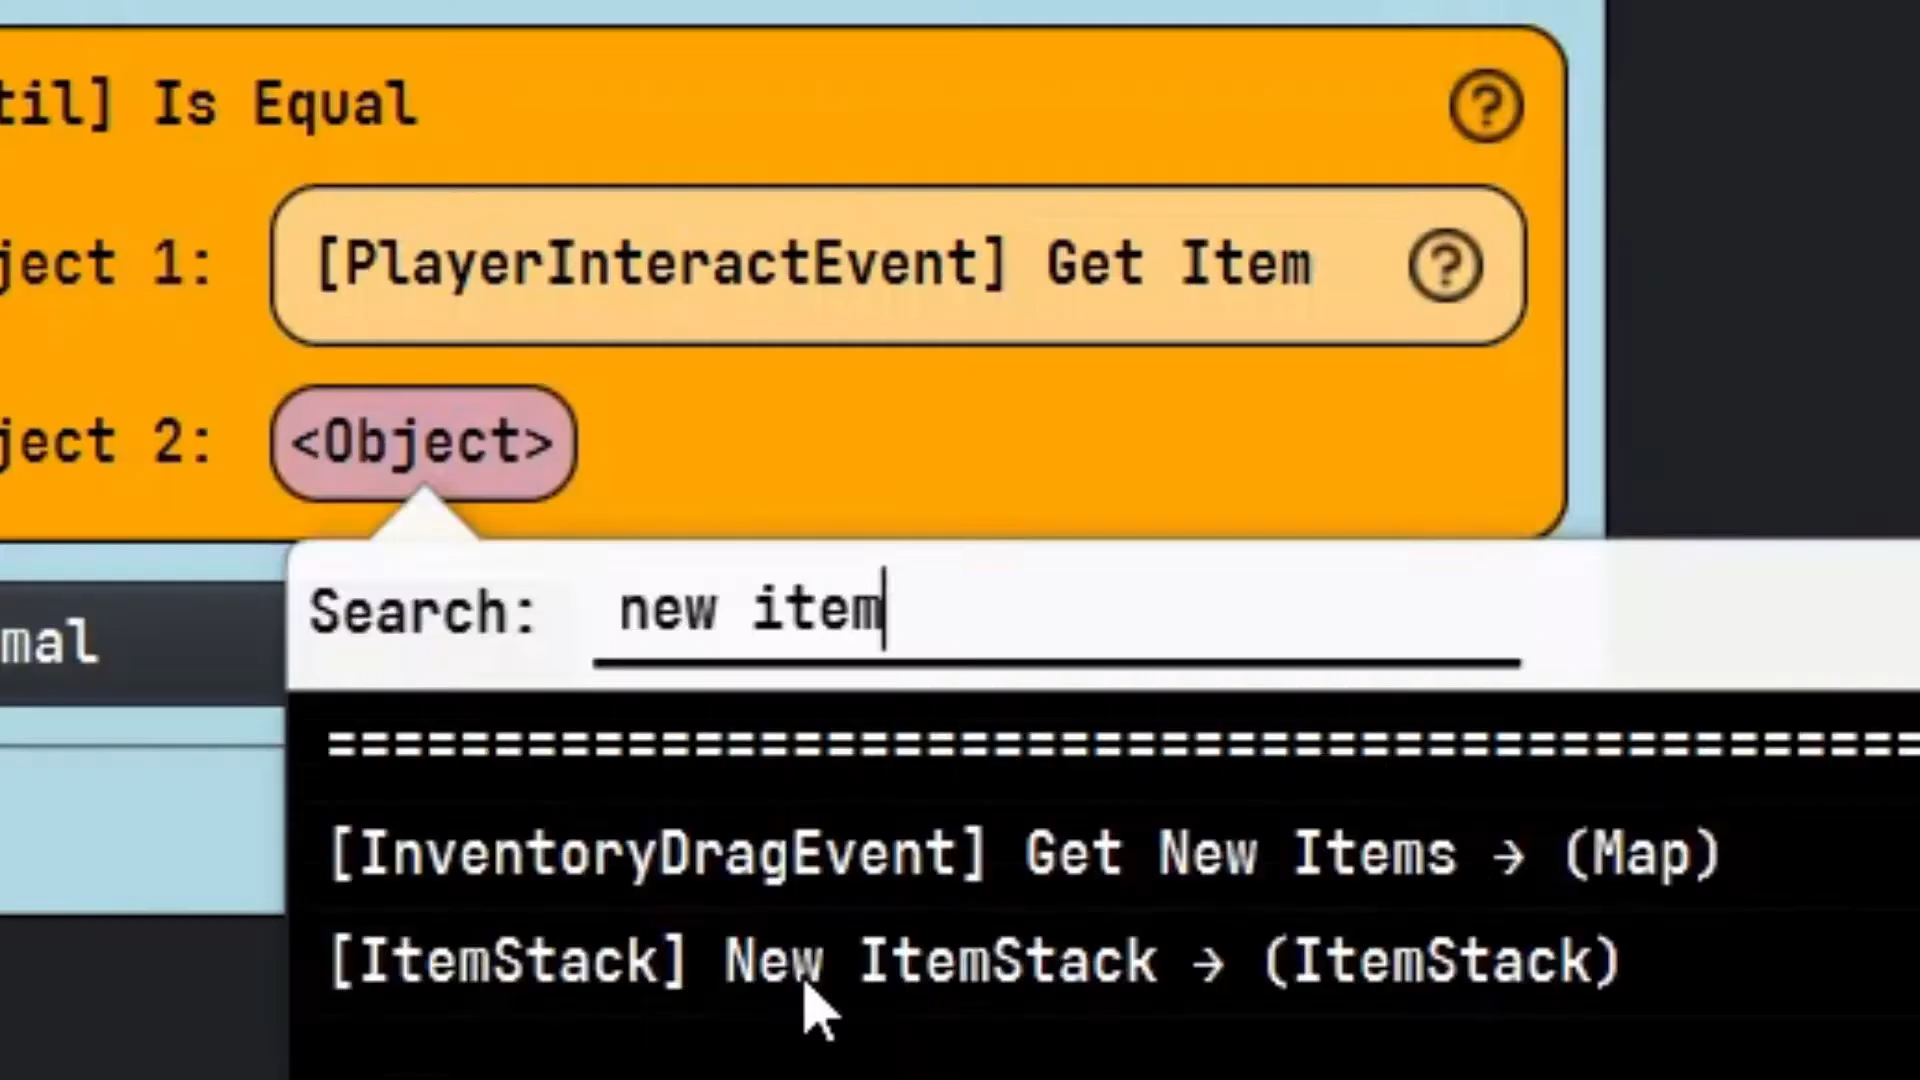 til] Is Equal
[PlayerInteractEvent] Get Item
ject 1:
ject 2:
<Object>
Search: new item
mal
================================================
[InventoryDragEvent] Get New Items → (Map)
[ItemStack] New ItemStack → (ItemStack)